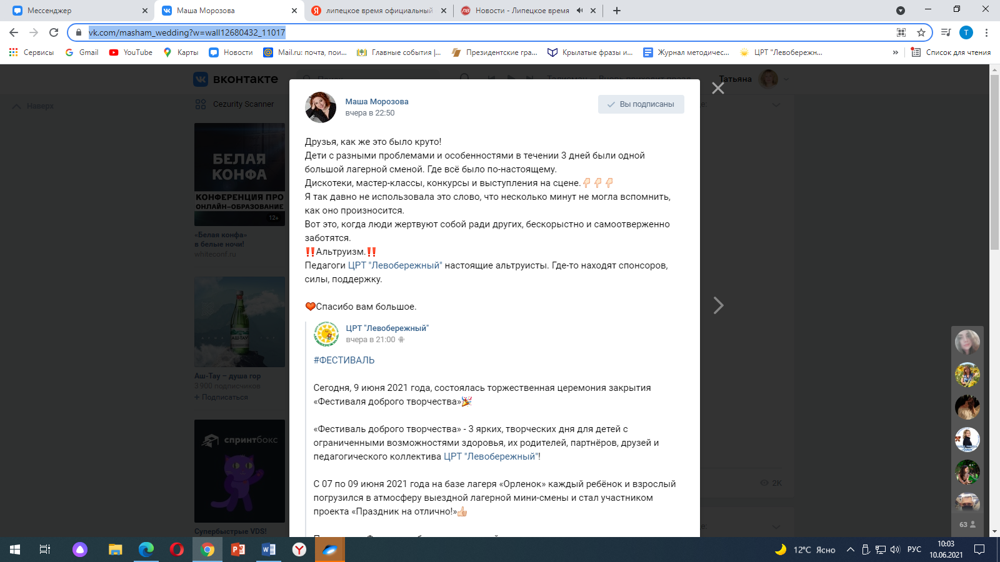 Мессенджер
Маша Морозова
липецкое время официальный
Новости - Липецкое время
vk.com/masham_wedding?w=wall12680432_11017
Т
Сервисы
Gmail
YouTube
Карты
Новости
Mail.ru: почта, пои...
Главные события |...
Президентские гра...
Крылатые фразы и...
Журнал методичес...
ЦРТ "Левобережн...
»
Список для чтения
вконтакте
Татьяна
Наверх
Cezurity Scanner
БЕЛАЯ
КОНФА
КОНФЕРЕНЦИЯ ПРО
ОНЛАЙН-ОБРАЗОВАНИЕ
12+
«Белая конфа»
в белые ночи!
whiteconf.ru
АШ-ТАУ
Аш-Тау – душа гор
3 900 подписчиков
+ Подписаться
спринтбокс
Супербыстрые VDS!
Маша Морозова
вчера в 22:50
Вы подписаны
Друзья, как же это было круто!
Дети с разными проблемами и особенностями в течении 3 дней были одной
большой лагерной сменой. Где всё было по-настоящему.
Дискотеки, мастер-классы, конкурсы и выступления на сцене.👇🏻👇🏻👇🏻
Я так давно не использовала это слово, что несколько минут не могла вспомнить,
как оно произносится.
Вот это, когда люди жертвуют собой ради других, бескорыстно и самоотверженно
заботятся.
‼Альтруизм.‼
Педагоги ЦРТ "Левобережный" настоящие альтруисты. Где-то находят спонсоров,
силы, поддержку.
❤Спасибо вам большое.
ЦРТ "Левобережный"
вчера в 21:00
#ФЕСТИВАЛЬ
Сегодня, 9 июня 2021 года, состоялась торжественная церемония закрытия
«Фестиваля доброго творчества»🎉
«Фестиваль доброго творчества» - 3 ярких, творческих дня для детей с
ограниченными возможностями здоровья, их родителей, партнёров, друзей и
педагогического коллектива ЦРТ "Левобережный"!
С 07 по 09 июня 2021 года на базе лагеря «Орленок» каждый ребёнок и взрослый
погрузился в атмосферу выездной лагерной мини-смены и стал участником
проекта «Праздник на отлично!»👍🏻
2K
63
12°C Ясно
РУС
10:03
10.06.2021